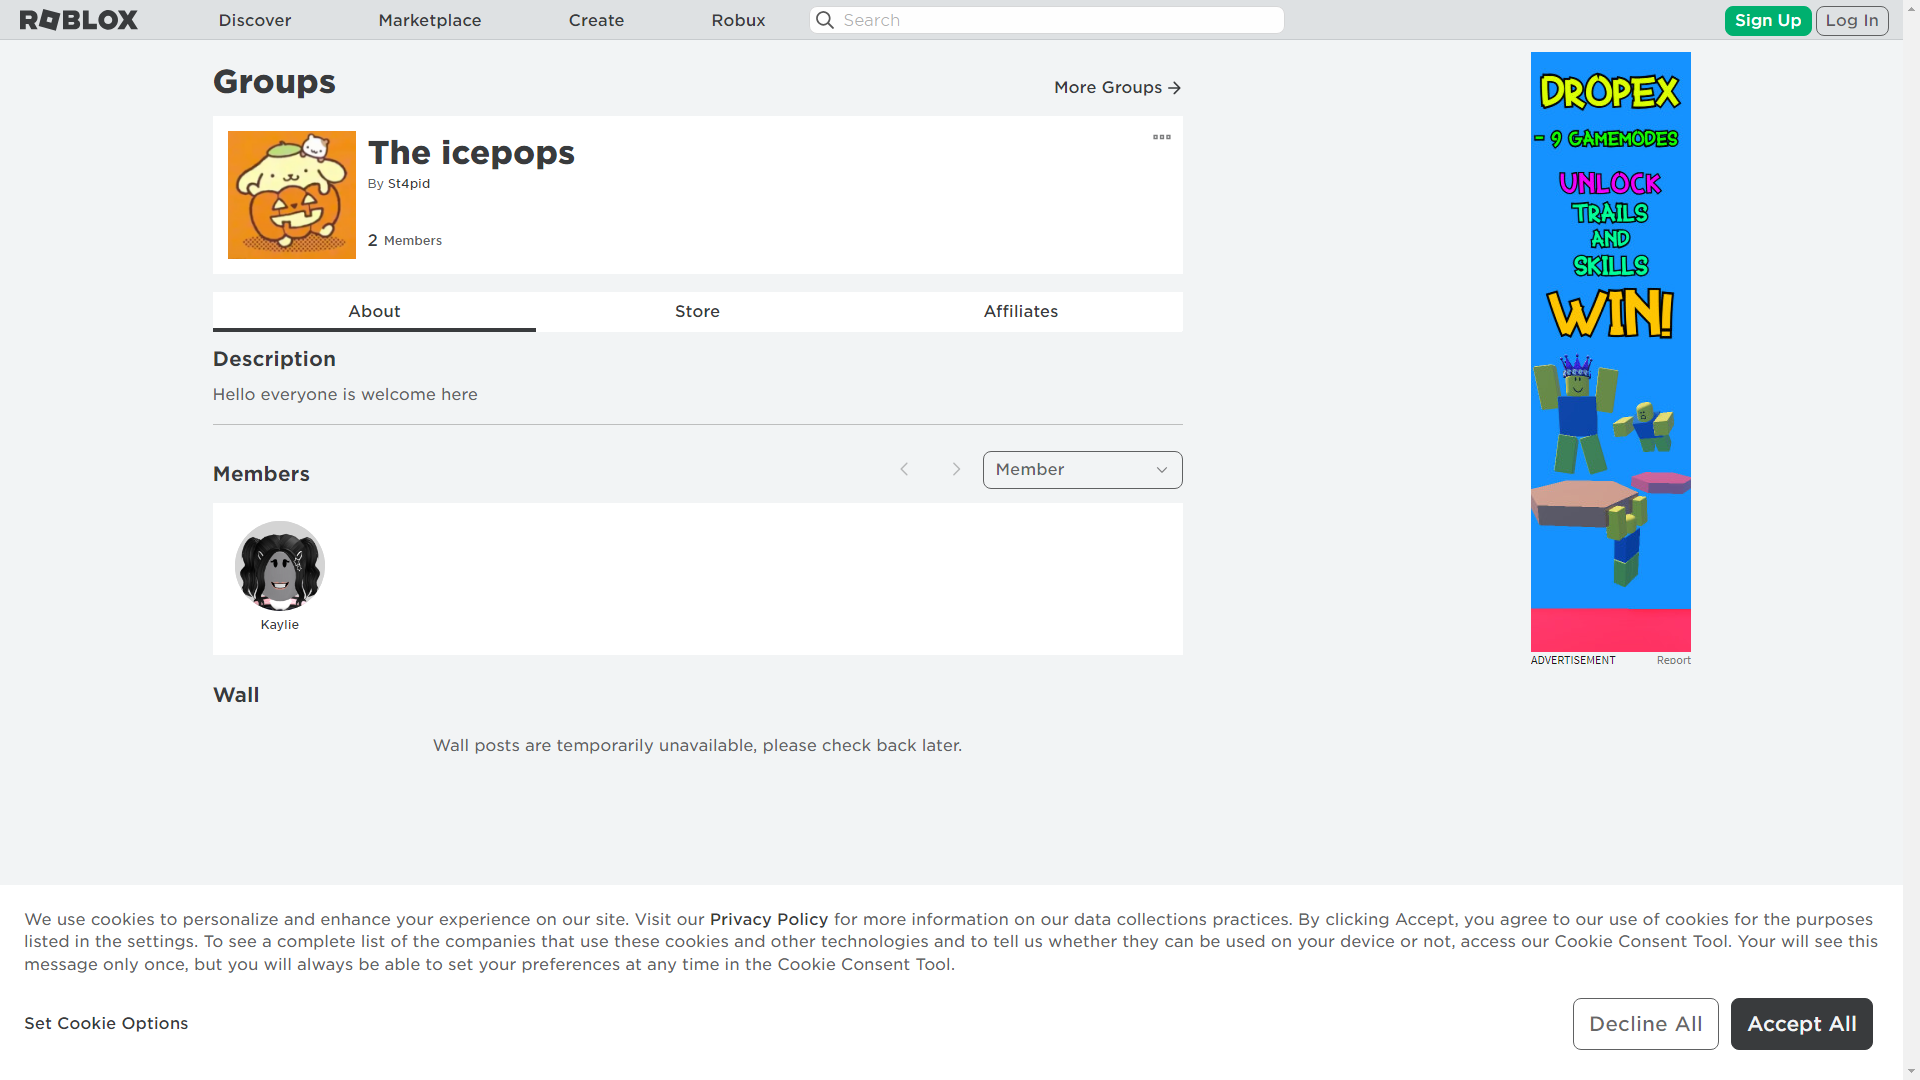 ROBLOX
Discover
Marketplace
Create
Robux
Search
Sign Up
Log In
Groups
More Groups
The icepops
By St4pid
2 Members
About
Store
Affiliates
Description
Hello everyone is welcome here
Members
Member
Kaylie
Wall
Wall posts are temporarily unavailable, please check back later.
DROPEX
- 9 GAMEMODES
UNLOCK
TRAILS
AND
SKILLS
WIN!
ADVERTISEMENT
Report
We use cookies to personalize and enhance your experience on our site. Visit our Privacy Policy for more information on our data collections practices. By clicking Accept, you agree to our use of cookies for the purposes
listed in the settings. To see a complete list of the companies that use these cookies and other technologies and to tell us whether they can be used on your device or not, access our Cookie Consent Tool. Your will see this
message only once, but you will always be able to set your preferences at any time in the Cookie Consent Tool.
Set Cookie Options
Decline All
Accept All